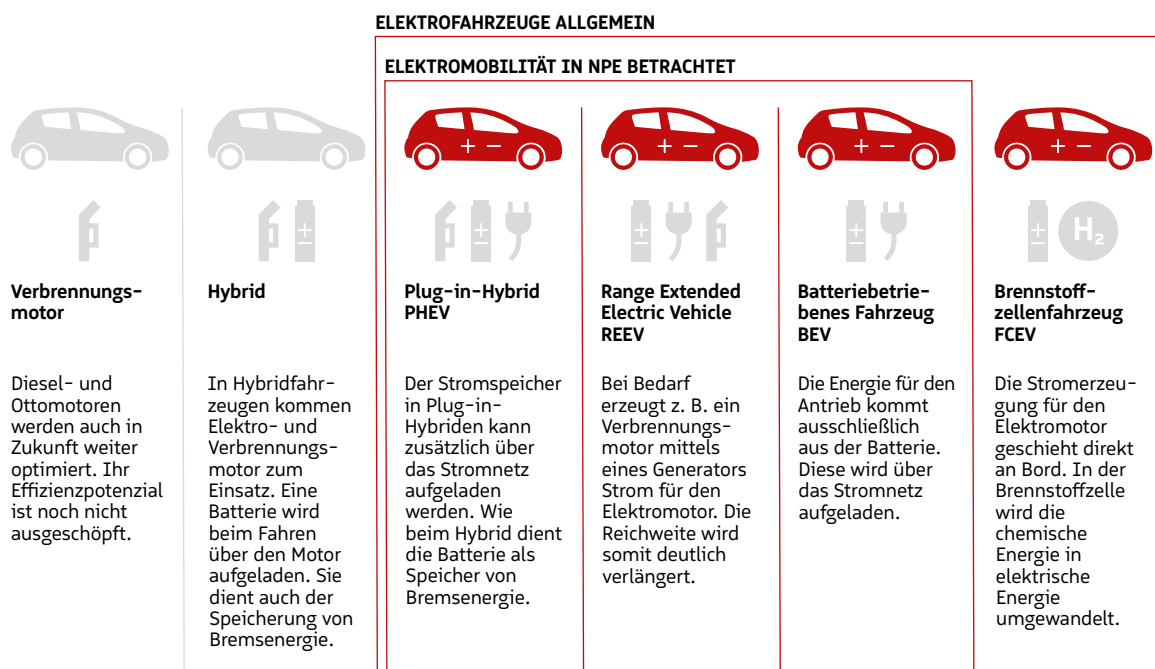 ELEKTROFAHRZEUGE ALLGEMEIN
ELEKTROMOBILITÄT IN NPE BETRACHTET
+ −
+ −
+ −
+ −
+
−
+
−
+
−
+
−
+
−
+
−
H₂
Verbrennungs-
motor
Diesel- und
Ottomotoren
werden auch in
Zukunft weiter
optimiert. Ihr
Effizienzpotenzial
ist noch nicht
ausgeschöpft.
Hybrid
In Hybridfahr-
zeugen kommen
Elektro- und
Verbrennungs-
motor zum
Einsatz. Eine
Batterie wird
beim Fahren
über den Motor
aufgeladen. Sie
dient auch der
Speicherung von
Bremsenergie.
Plug-in-Hybrid
PHEV
Der Stromspeicher
in Plug-in-
Hybriden kann
zusätzlich über
das Stromnetz
aufgeladen
werden. Wie
beim Hybrid dient
die Batterie als
Speicher von
Bremsenergie.
Range Extended
Electric Vehicle
REEV
Bei Bedarf
erzeugt z. B. ein
Verbrennungs-
motor mittels
eines Generators
Strom für den
Elektromotor. Die
Reichweite wird
somit deutlich
verlängert.
Batteriebetrie-
benes Fahrzeug
BEV
Die Energie für den
Antrieb kommt
ausschließlich
aus der Batterie.
Diese wird über
das Stromnetz
aufgeladen.
Brennstoff-
zellenfahrzeug
FCEV
Die Stromerzeu-
gung für den
Elektromotor
geschieht direkt
an Bord. In der
Brennstoffzelle
wird die
chemische
Energie in
elektrische
Energie
umgewandelt.